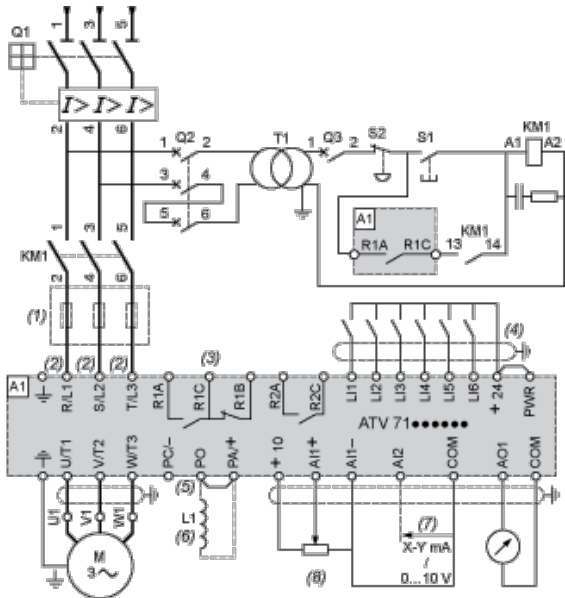 1 3 5
Q1
I> I> I>
2 4 6
1 Q2 2
3 4
5 6
T1
1 Q3 2
S2
S1
KM1
A1 A2
A1
R1A R1C
13 KM1 14
1 3 5
KM1
2 4 6
(1)
(2) (2) (2)
(3)
(4)
A1
R/L1 S/L2 T/L3
R1A R1C R1B
R2A R2C
LI1 LI2 LI3 LI4 LI5 LI6 + 24 PWR
ATV 71••••••
U/T1 V/T2 W/T3
PC/- PO PA/+
+ 10 AI1+ AI1- AI2 COM AO1 COM
U1 V1 W1
(5)
L1
(6)
(7)
X-Y mA
/
0...10 V
(8)
M
3~